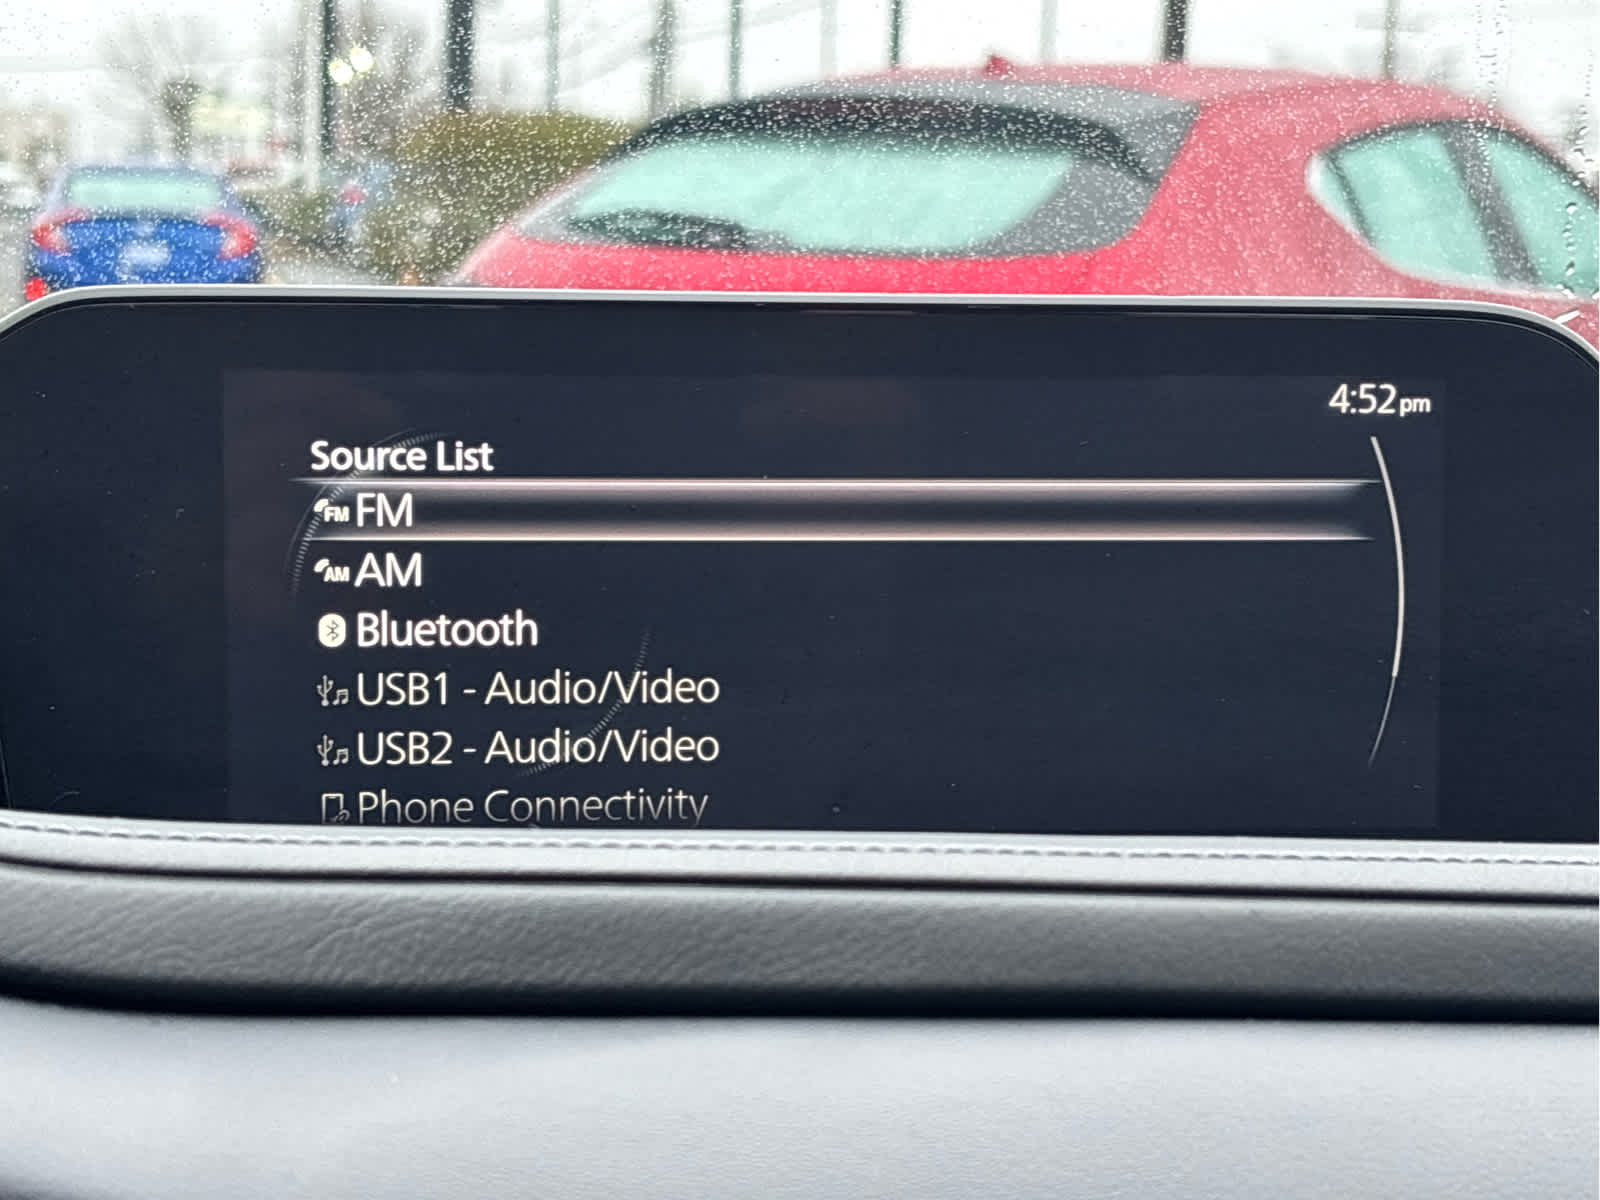 4:52pm
Source List
FM FM
AM AM
Bluetooth
USB1 - Audio/Video
USB2 - Audio/Video
Phone Connectivity